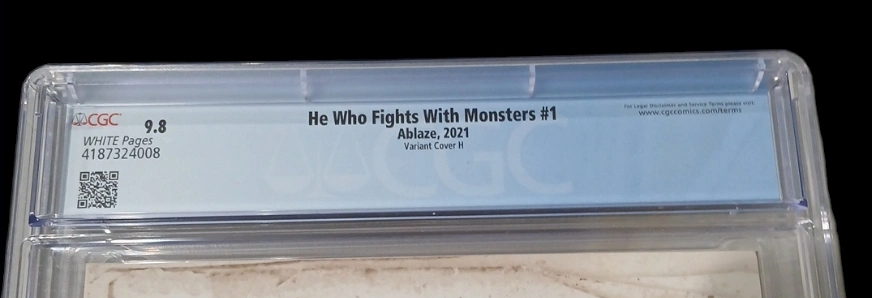 CGC 9.8
WHITE Pages
4187324008
He Who Fights With Monsters #1
Ablaze, 2021
Variant Cover H
For Legal Disclaimer and Service Terms please visit
www.cgccomics.com/terms
CGC